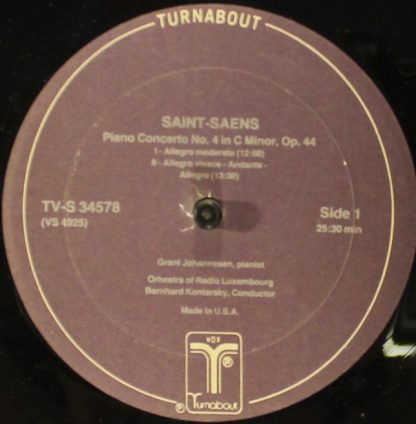 TURNABOUT
SAINT-SAENS
Piano Concerto No. 4 in C Minor, Op. 44
I - Allegro moderato (12:00)
II - Allegro vivace - Andante -
Allegro (13:30)
TV-S 34578
(VS 4925)
Side 1
25:30 min
Grant Johannesen, pianist
Orhestra of Radio Luxembourg
Bernhard Kontarsky, Conductor
Made in U.S.A.
VOX
T ®
℗ Turnabout